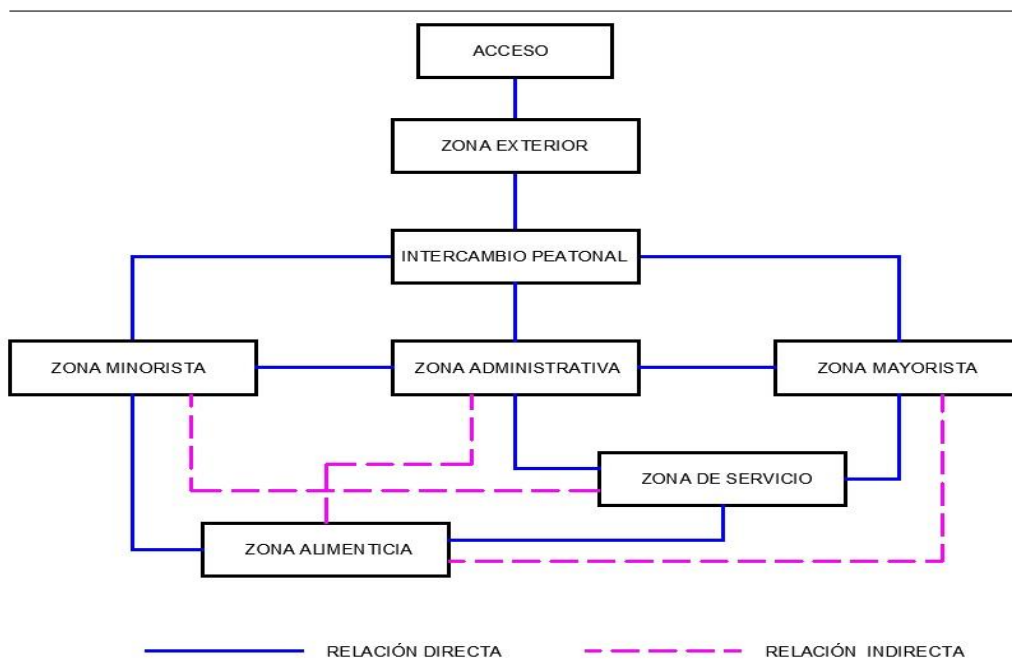 ACCESO
ZONA EXTERIOR
INTERCAMBIO PEATONAL
ZONA MINORISTA
ZONA ADMINISTRATIVA
ZONA MAYORISTA
ZONA DE SERVICIO
ZONA ALIMENTICIA
RELACIÓN DIRECTA
RELACIÓN INDIRECTA